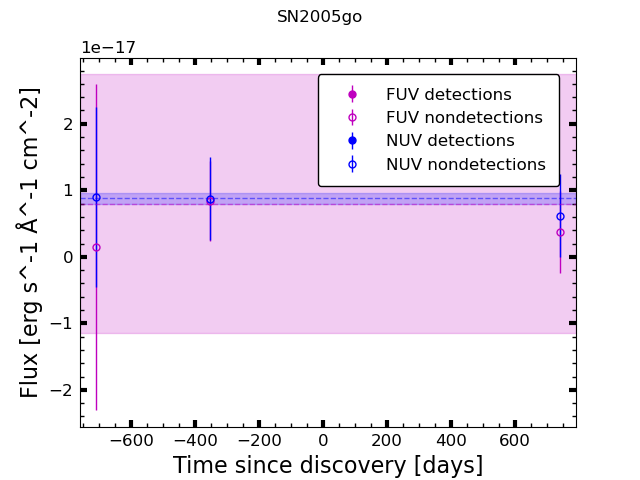 SN2005go
1e−17
FUV detections
FUV nondetections
NUV detections
NUV nondetections
2
1
0
−1
−2
Flux [erg s^-1 Å^-1 cm^-2]
−600 −400 −200 0 200 400 600
Time since discovery [days]